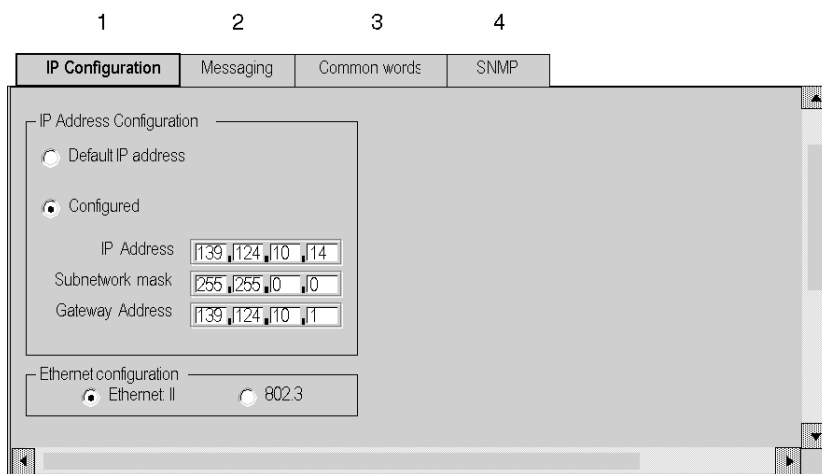 1 2 3 4
IP Configuration Messaging Common words SNMP
IP Address Configuration
Default IP address
Configured
IP Address 139 . 124 . 10 . 14
Subnetwork mask 255 . 255 . 0 . 0
Gateway Address 139 . 124 . 10 . 1
Ethernet configuration
Ethernet II 802.3